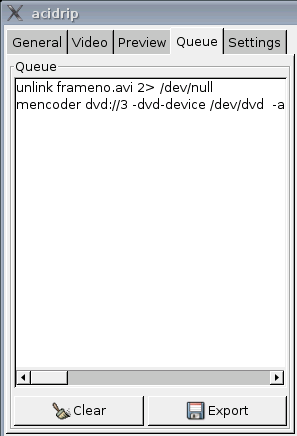 acidrip
General Video Preview Queue Settings
Queue
unlink frameno.avi 2> /dev/null
mencoder dvd://3 -dvd-device /dev/dvd -a
Clear Export